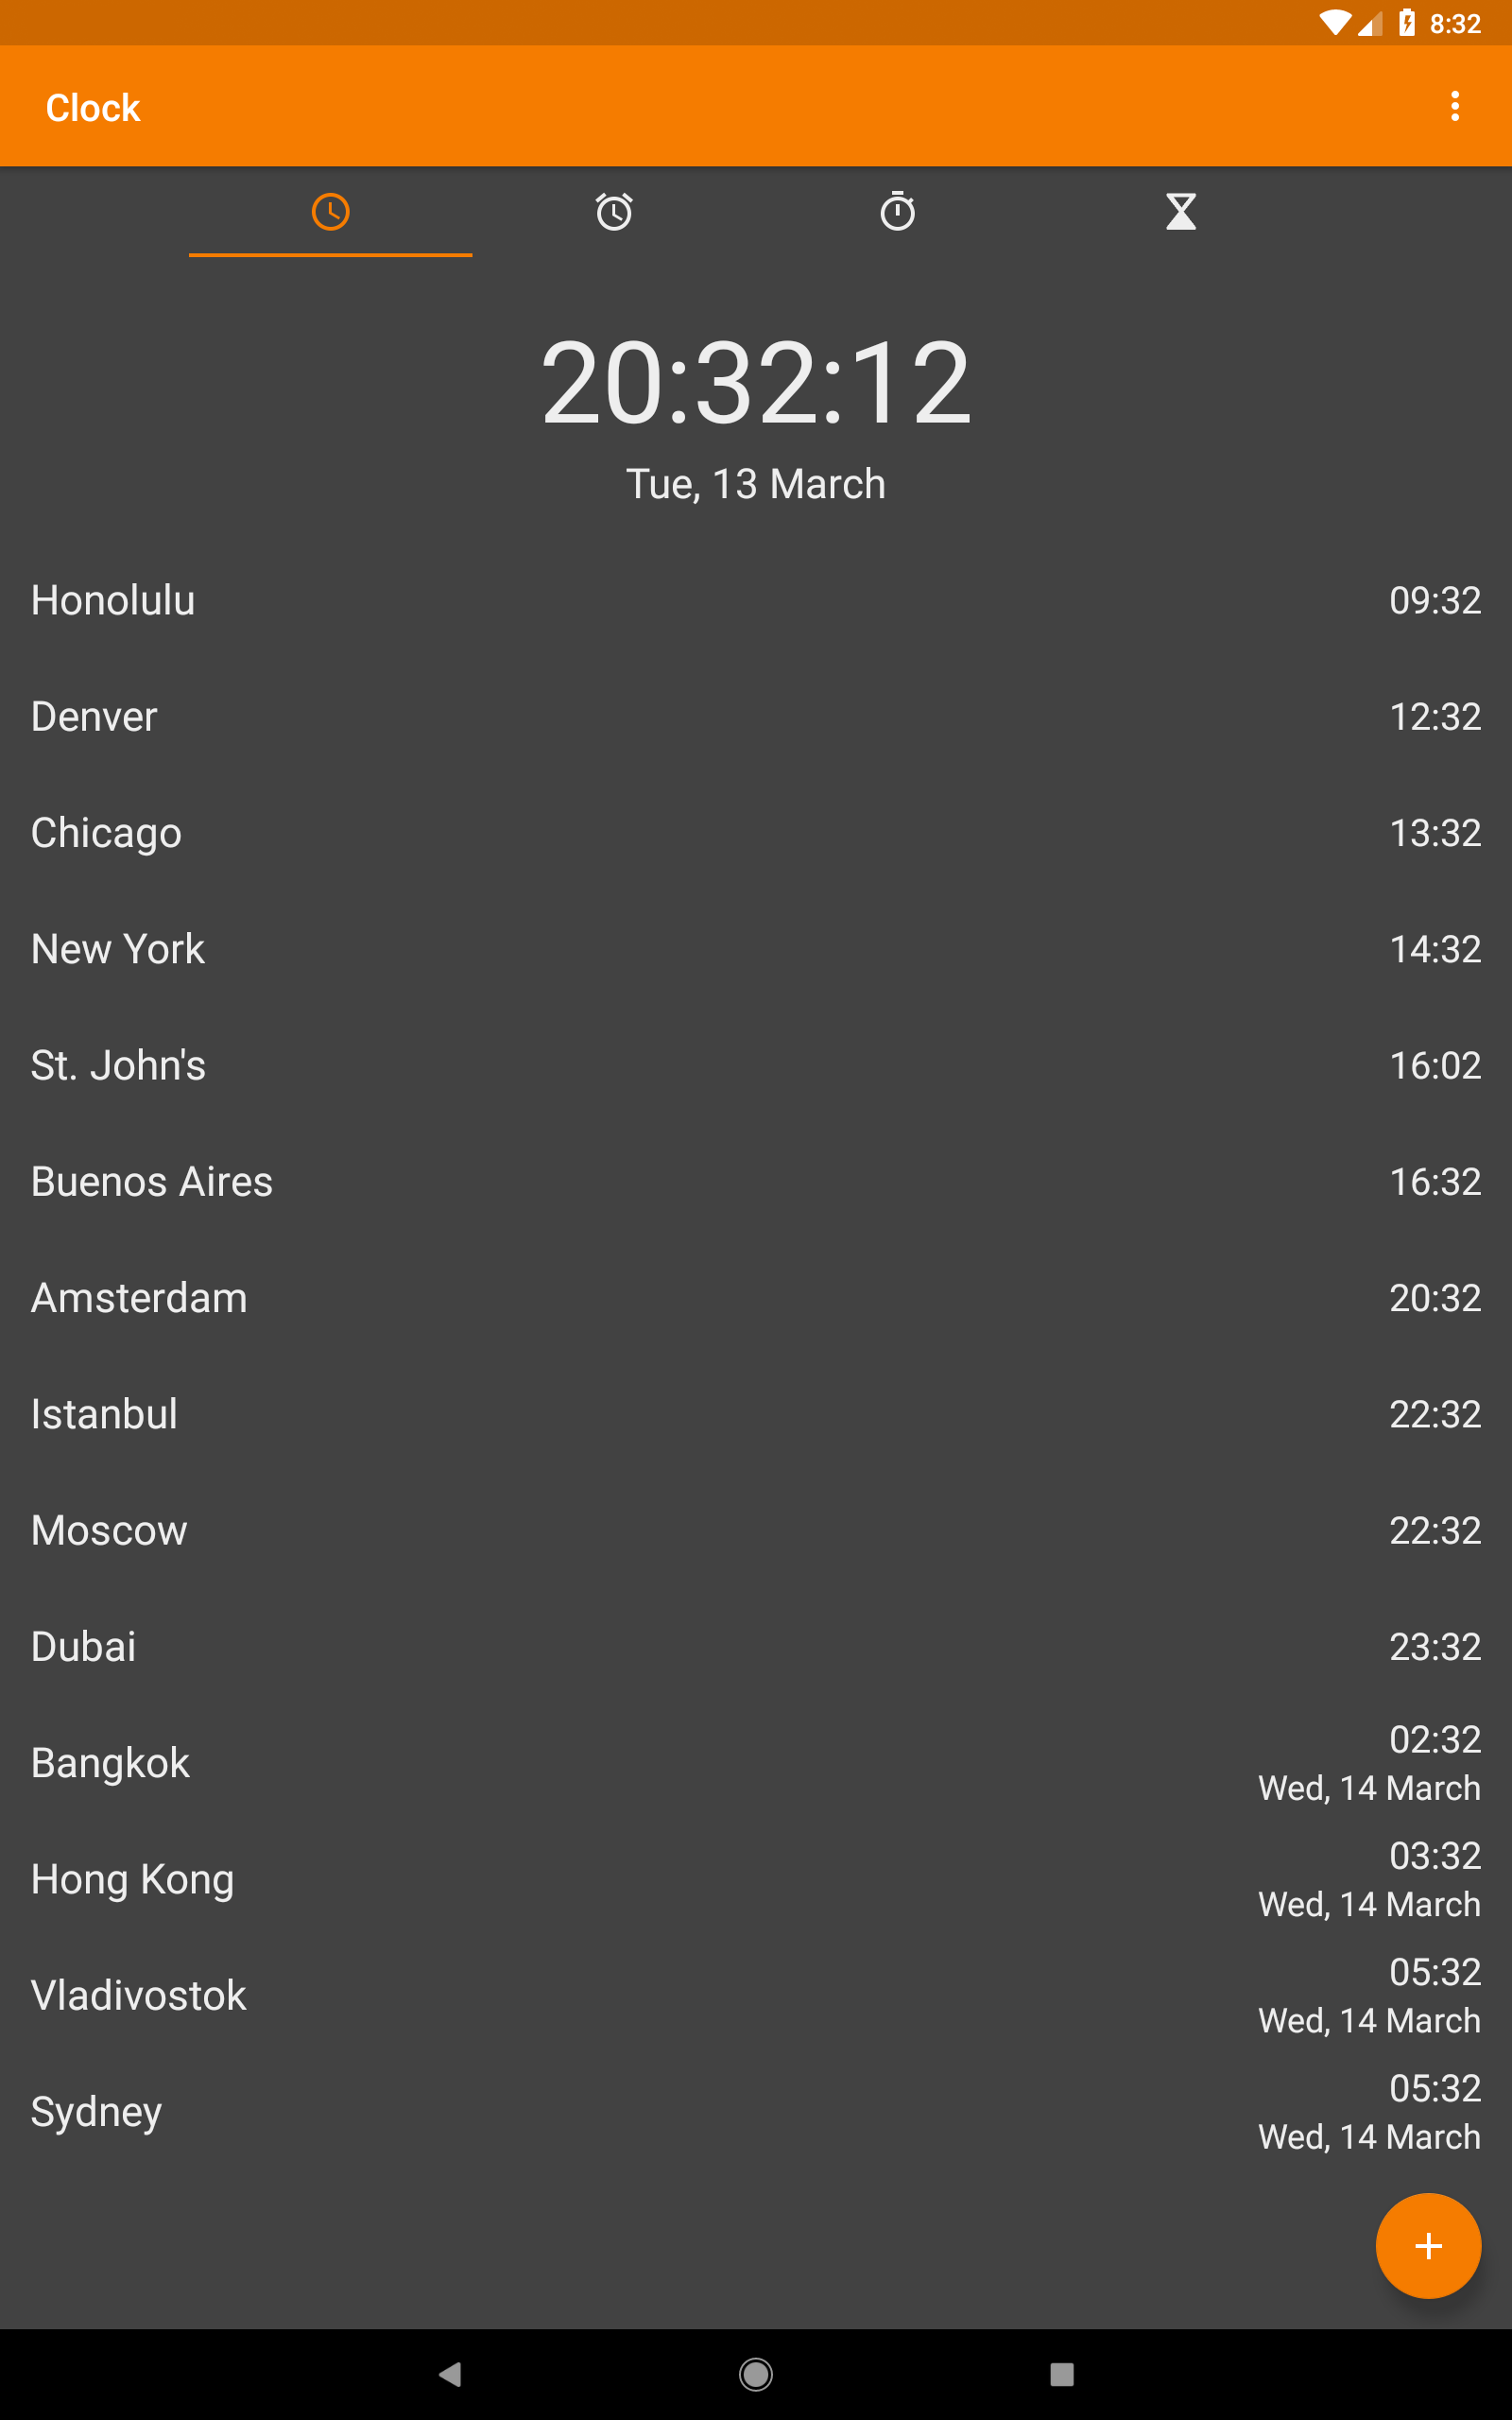 8:32
Clock
20:32:12
Tue, 13 March
Honolulu 09:32
Denver 12:32
Chicago 13:32
New York 14:32
St. John's 16:02
Buenos Aires 16:32
Amsterdam 20:32
Istanbul 22:32
Moscow 22:32
Dubai 23:32
Bangkok 02:32
Wed, 14 March
Hong Kong 03:32
Wed, 14 March
Vladivostok 05:32
Wed, 14 March
Sydney 05:32
Wed, 14 March